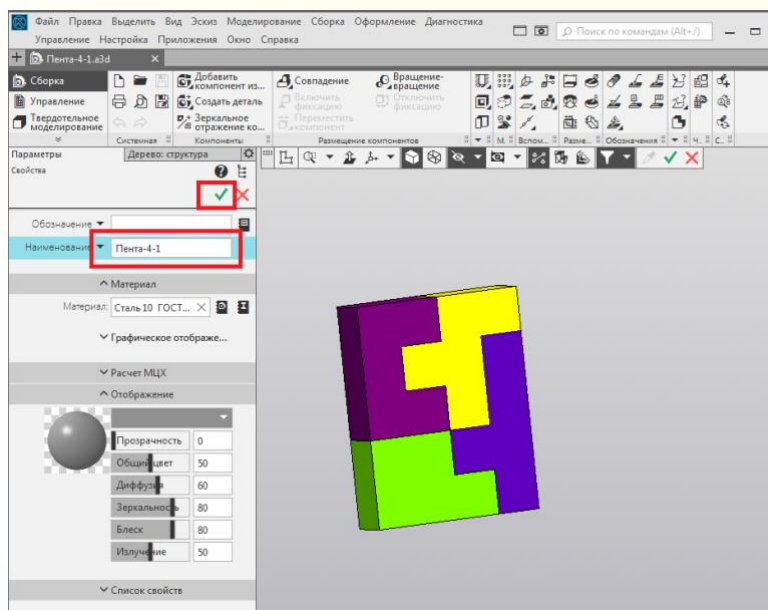 Файл Правка Выделить Вид Эскиз Моделирование Сборка Оформление Диагностика
Управление Настройка Приложения Окно Справка
Поиск по командам (Alt+/)
Пента-4-1.a3d
Сборка
Управление
Твердотельное моделирование
Системная
Добавить компонент из...
Создать деталь
Зеркальное отражение ко...
Компоненты
Совпадение
Включить фиксацию
Переместить компонент
Вращение-вращение
Отключить фиксацию
Размещение компонентов
М.
Вспом...
Разме...
Обозначения
Ч.
С..
Параметры
Дерево: структура
Свойства
Обозначение
Наименование Пента-4-1
Материал
Материал: Сталь 10 ГОСТ...
Графическое отображе...
Расчет МЦХ
Отображение
Прозрачность 0
Общий цвет 50
Диффузия 60
Зеркальность 80
Блеск 80
Излучение 50
Список свойств